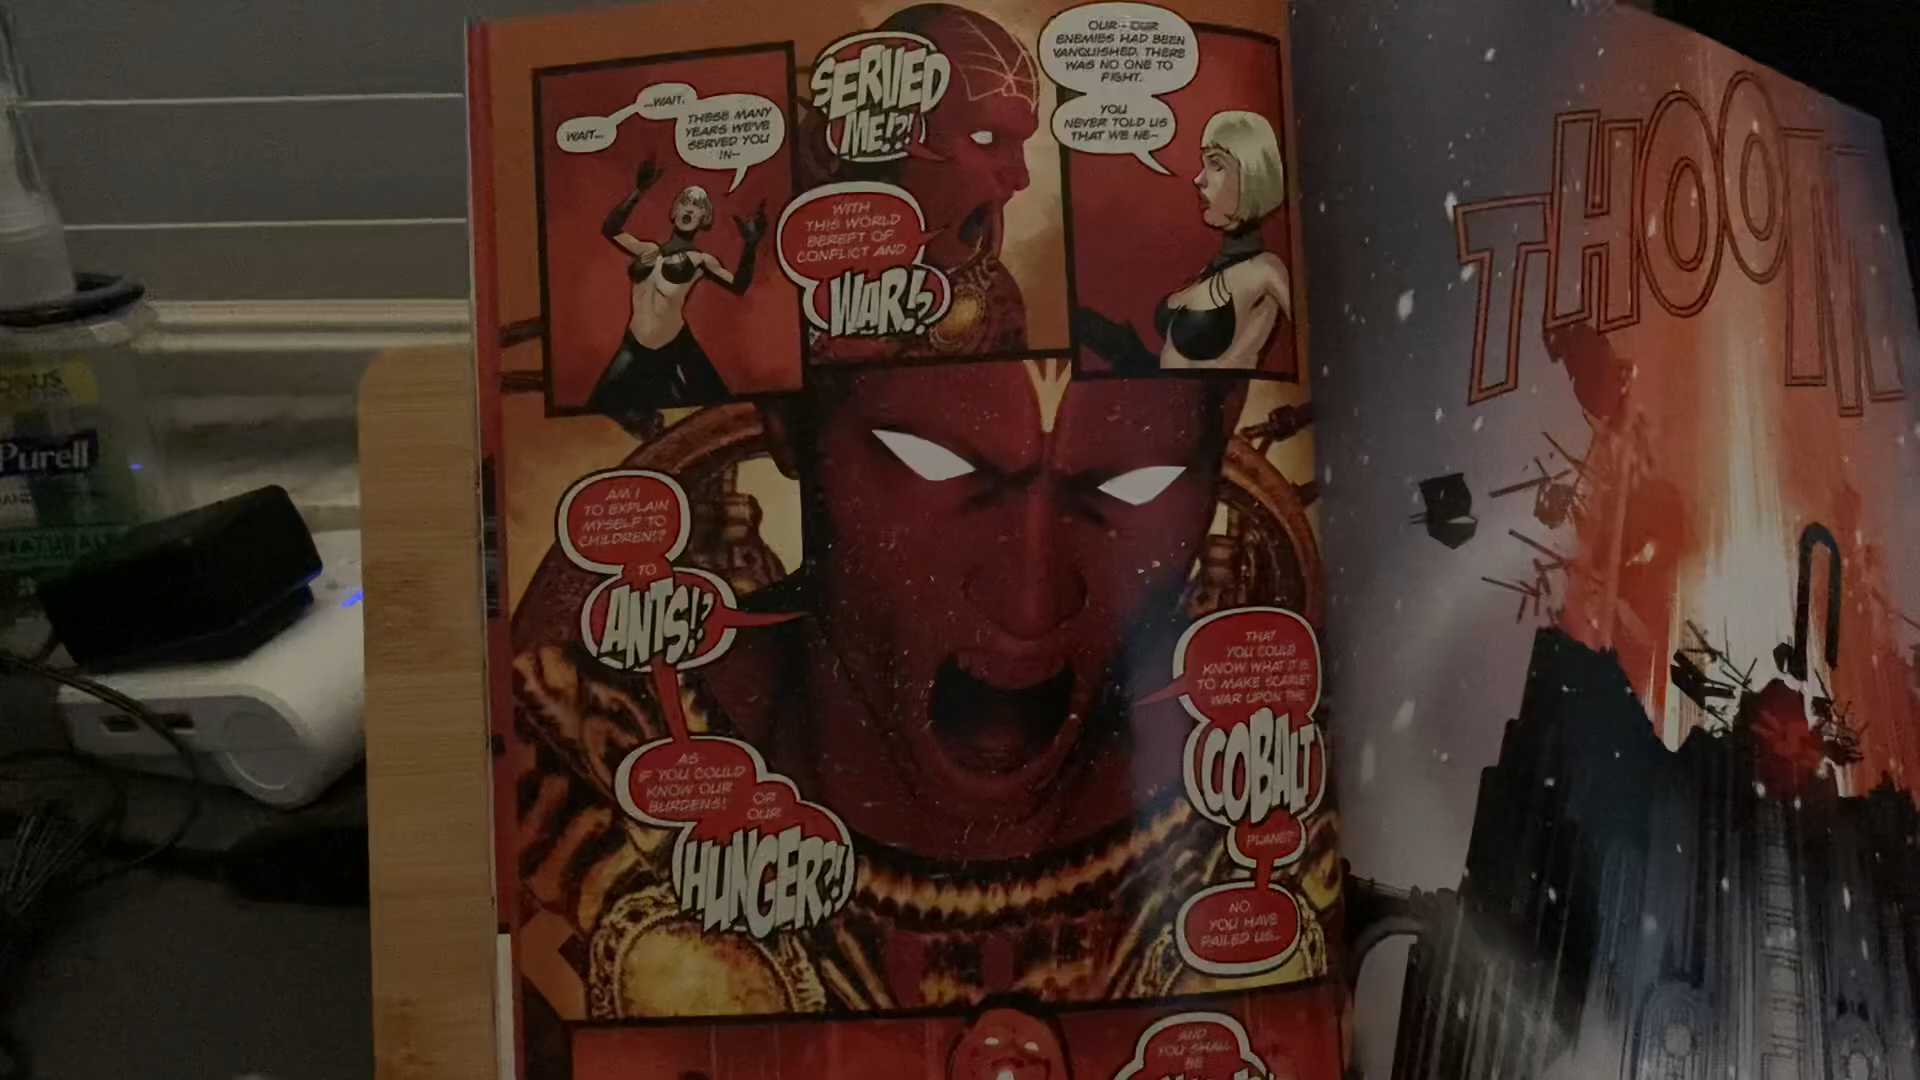 WAIT...
...WAIT.
THESE MANY
YEARS WE'VE
SERVED YOU
IN--
SERVED
ME!?!
WITH
THIS WORLD
BEREFT OF
CONFLICT AND
WAR!?
OUR--OUR
ENEMIES HAD BEEN
VANQUISHED. THERE
WAS NO ONE TO
FIGHT.
YOU
NEVER TOLD US
THAT WE NE--
AM I
TO EXPLAIN
MYSELF TO
CHILDREN!?
TO
ANTS!?
AS
IF YOU COULD
KNOW OUR
BURDENS!
OR
OUR
HUNGER?!
THAT
YOU COULD
KNOW WHAT IT IS
TO MAKE SCARLET
WAR UPON THE
COBALT
PLANE?
NO.
YOU HAVE
FAILED US...
AND
YOU SHALL
BE
THOOM
Purell
NATURALS